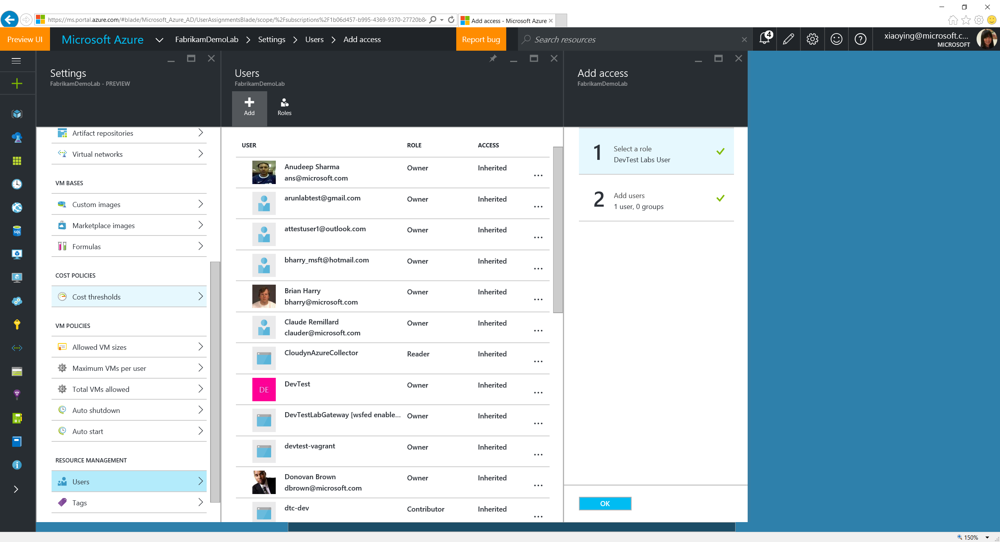 https://ms.portal.azure.com/#blade/Microsoft_Azure_AD/UserAssignmentsBlade/scope/%2Fsubscriptions%2F1b06d457-b995-4369-9370-27720b84
Add access - Microsoft Azure
Preview UI
Microsoft Azure
FabrikamDemoLab
Settings
Users
Add access
Report bug
Search resources
4
xiaoying@microsoft.c...
MICROSOFT
Settings
FabrikamDemoLab - PREVIEW
Artifact repositories
Virtual networks
VM BASES
Custom images
Marketplace images
Formulas
COST POLICIES
Cost thresholds
VM POLICIES
Allowed VM sizes
Maximum VMs per user
Total VMs allowed
Auto shutdown
Auto start
RESOURCE MANAGEMENT
Users
Tags
SQL
Users
FabrikamDemoLab
Add
Roles
USER ROLE ACCESS
Anudeep Sharma
ans@microsoft.com
Owner Inherited
arunlabtest@gmail.com Owner Inherited
attestuser1@outlook.com Owner Inherited
bharry_msft@hotmail.com Owner Inherited
Brian Harry
bharry@microsoft.com
Owner Inherited
Claude Remillard
clauder@microsoft.com
Owner Inherited
CloudynAzureCollector Reader Inherited
DE
DevTest Owner Inherited
DevTestLabGateway [wsfed enable... Owner Inherited
devtest-vagrant Owner Inherited
Donovan Brown
dbrown@microsoft.com
Owner Inherited
dtc-dev Contributor Inherited
Add access
FabrikamDemoLab
1
Select a role
DevTest Labs User
2
Add users
1 user, 0 groups
OK
150%